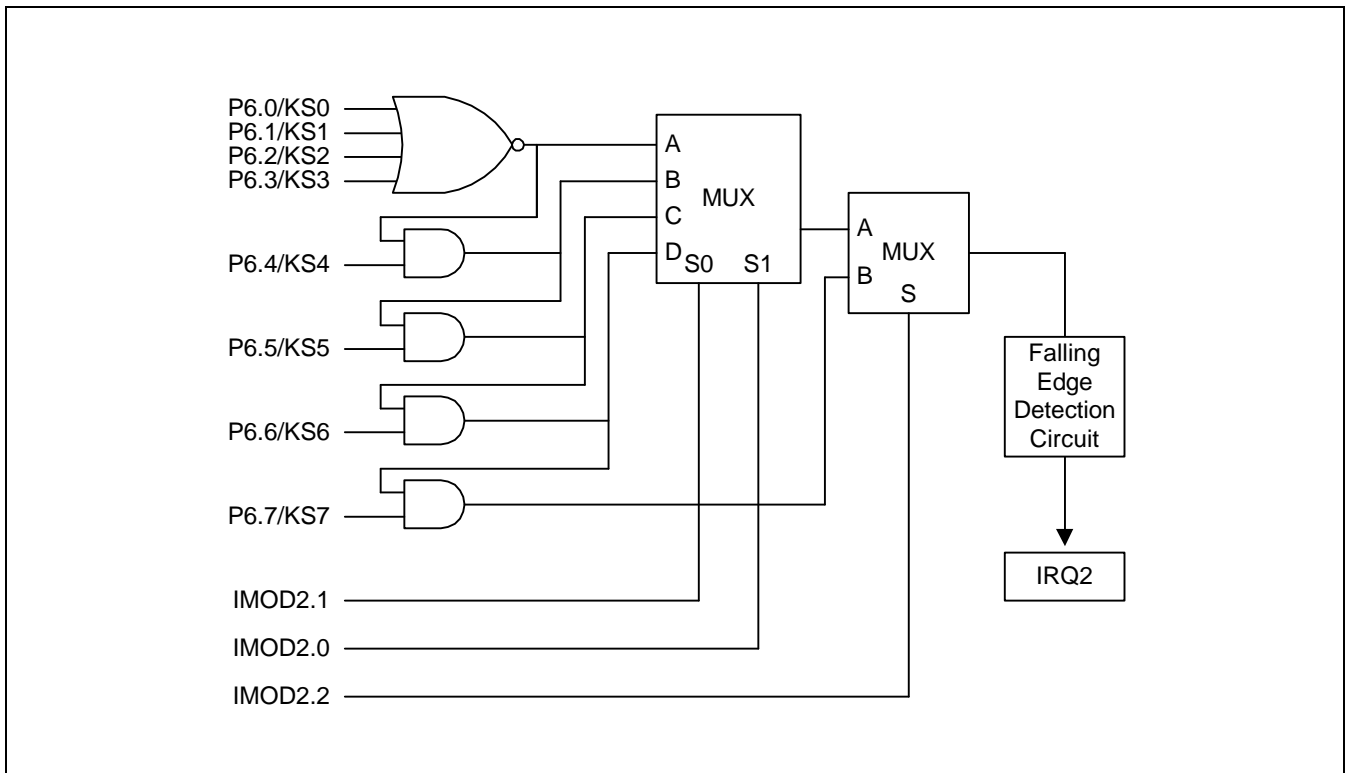 P6.0/KS0
P6.1/KS1
P6.2/KS2
P6.3/KS3
P6.4/KS4
P6.5/KS5
P6.6/KS6
P6.7/KS7
IMOD2.1
IMOD2.0
IMOD2.2
A
B
C
D
MUX
S0 S1
A
B
MUX
S
Falling
Edge
Detection
Circuit
IRQ2